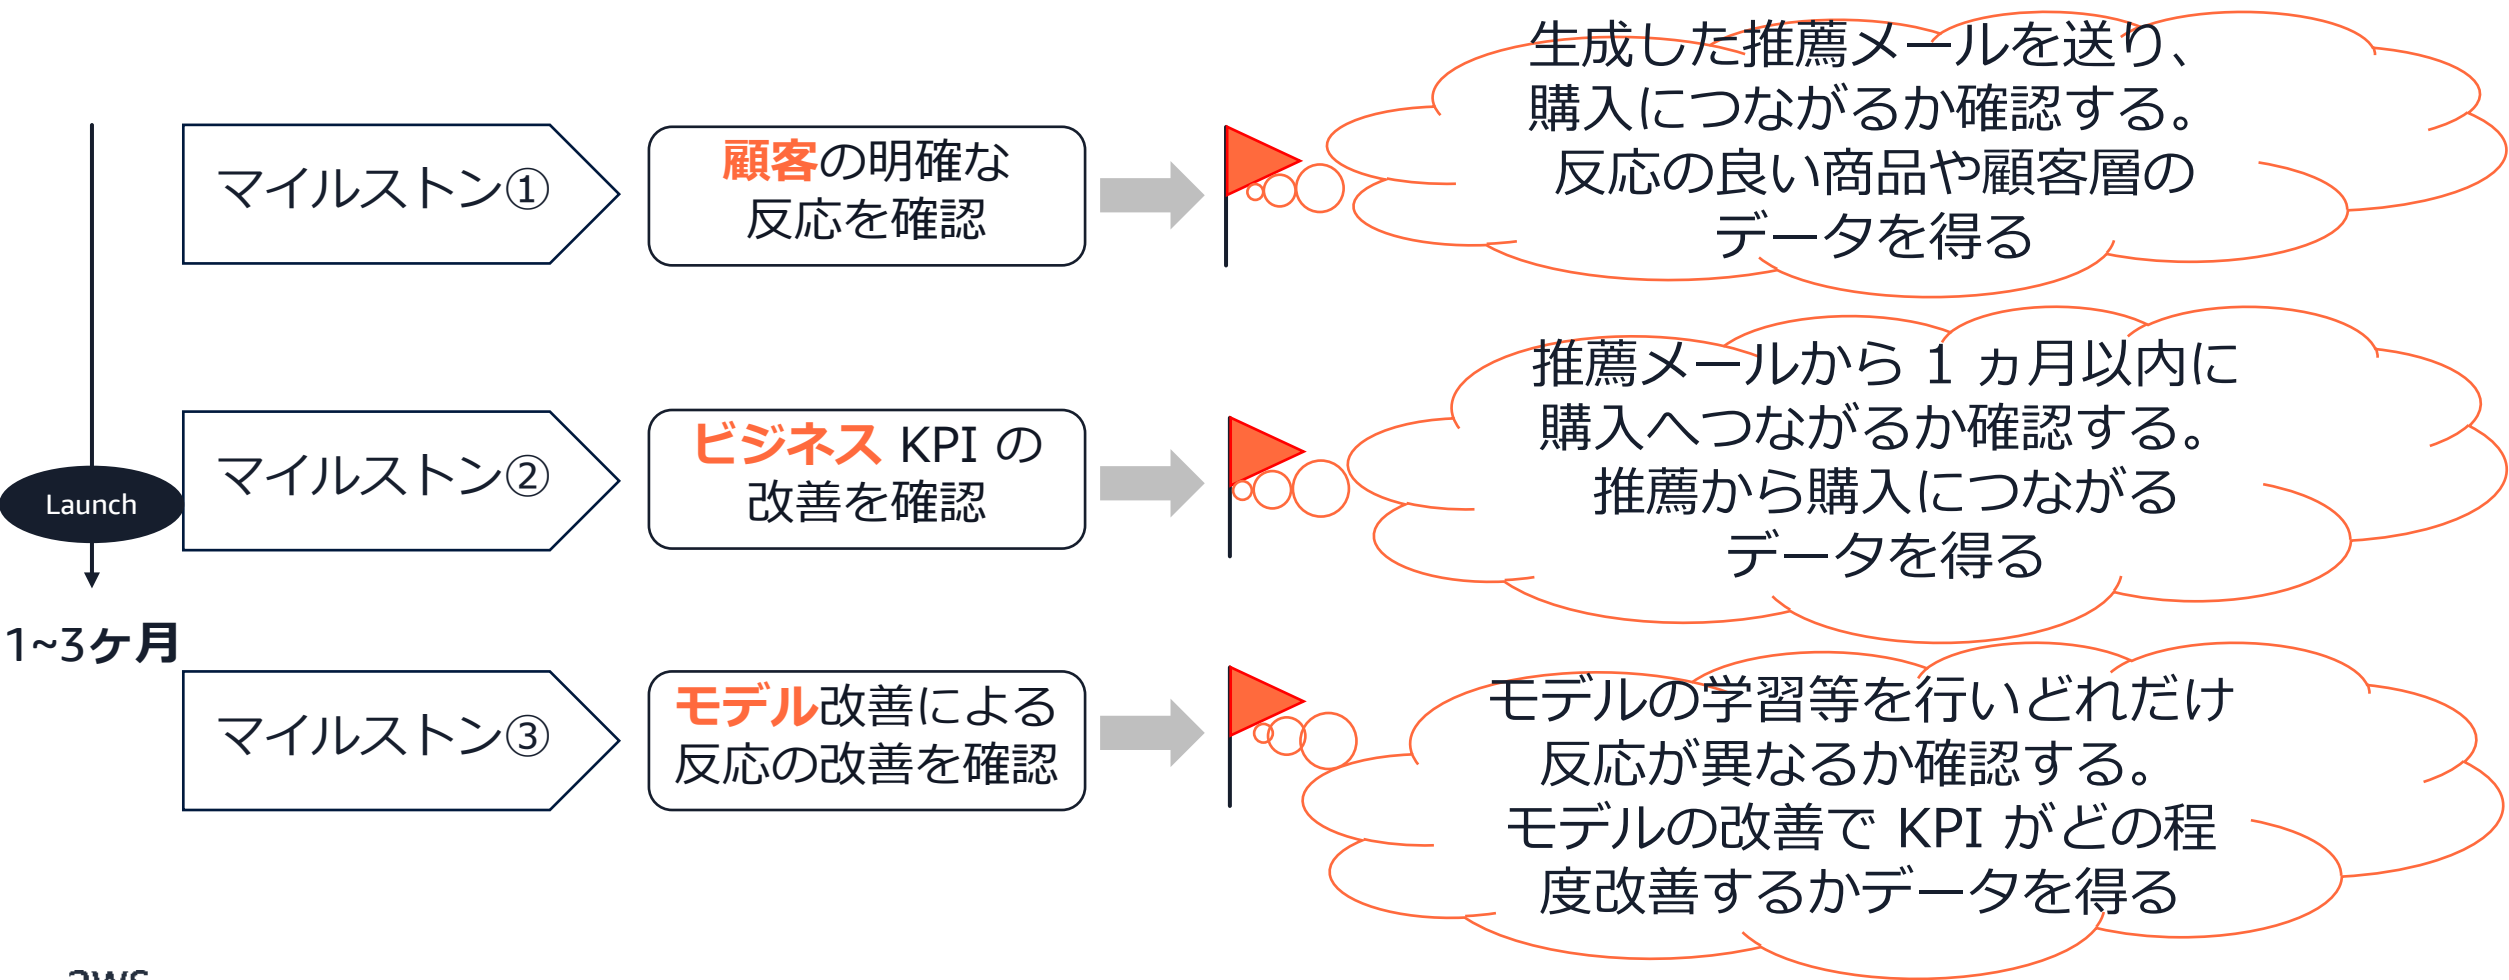 マイルストン①
顧客の明確な
反応を確認
生成した推薦メールを送り、
購入につながるか確認する。
反応の良い商品や顧客層の
データを得る
マイルストン②
ビジネス KPI の
改善を確認
推薦メールから 1 ヵ月以内に
購入へつながるか確認する。
推薦から購入につながる
データを得る
Launch
1~3ヶ月
マイルストン③
モデル改善による
反応の改善を確認
モデルの学習等を行いどれだけ
反応が異なるか確認する。
モデルの改善で KPI がどの程
度改善するかデータを得る
aws